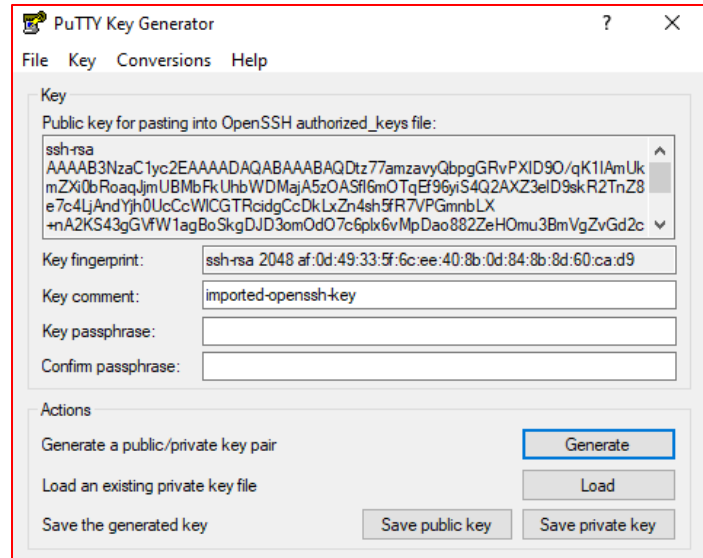 PuTTY Key Generator ? ×
File Key Conversions Help
Key
Public key for pasting into OpenSSH authorized_keys file:
ssh-rsa
AAAAB3NzaC1yc2EAAAADAQABAAABAQDtz77amzavyQbpgGRvPXID9O/qK1IAmUk
mZXi0bRoaqJjmUBMbFkUhbWDMajA5zOASfl6mOTqEf96yiS4Q2AXZ3eID9skR2TnZ8
e7c4LjAndYjh0UcCcWICGTRcidgCcDkLxZn4sh5fR7VPGmnbLX
+nA2KS43gGVfW1agBoSkgDJD3omOdO7c6plx6vMpDao882ZeHOmu3BmVgZvGd2c
Key fingerprint: ssh-rsa 2048 af:0d:49:33:5f:6c:ee:40:8b:0d:84:8b:8d:60:ca:d9
Key comment: imported-openssh-key
Key passphrase:
Confirm passphrase:
Actions
Generate a public/private key pair Generate
Load an existing private key file Load
Save the generated key Save public key Save private key